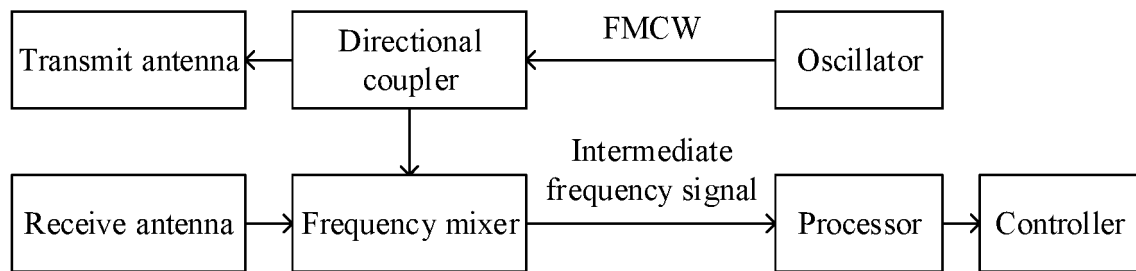 FMCW
Transmit antenna
Directional
coupler
Oscillator
Intermediate
frequency signal
Receive antenna
Frequency mixer
Processor
Controller